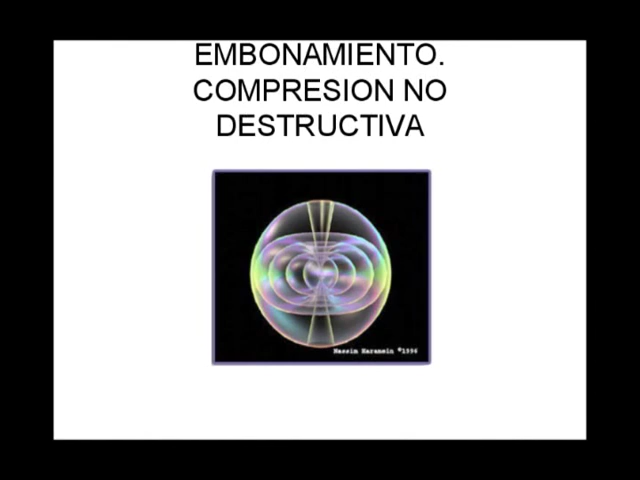 EMBONAMIENTO.
COMPRESION NO
DESTRUCTIVA
Nassim Haramein ©1996